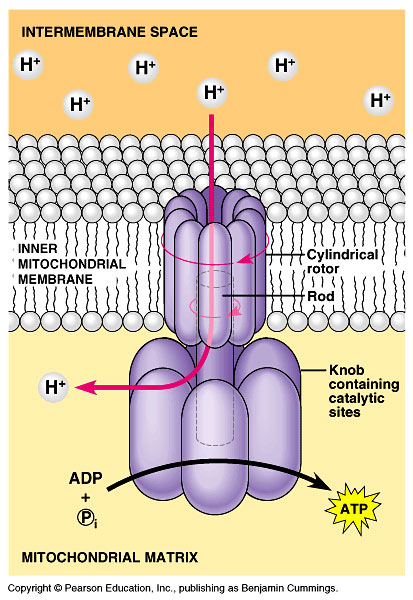 INTERMEMBRANE SPACE
H+
H+
H+
H+
H+
H+
INNER
MITOCHONDRIAL
MEMBRANE
Cylindrical
rotor
Rod
Knob
containing
catalytic
sites
H+
ADP
+
Pi
ATP
MITOCHONDRIAL MATRIX
Copyright © Pearson Education, Inc., publishing as Benjamin Cummings.